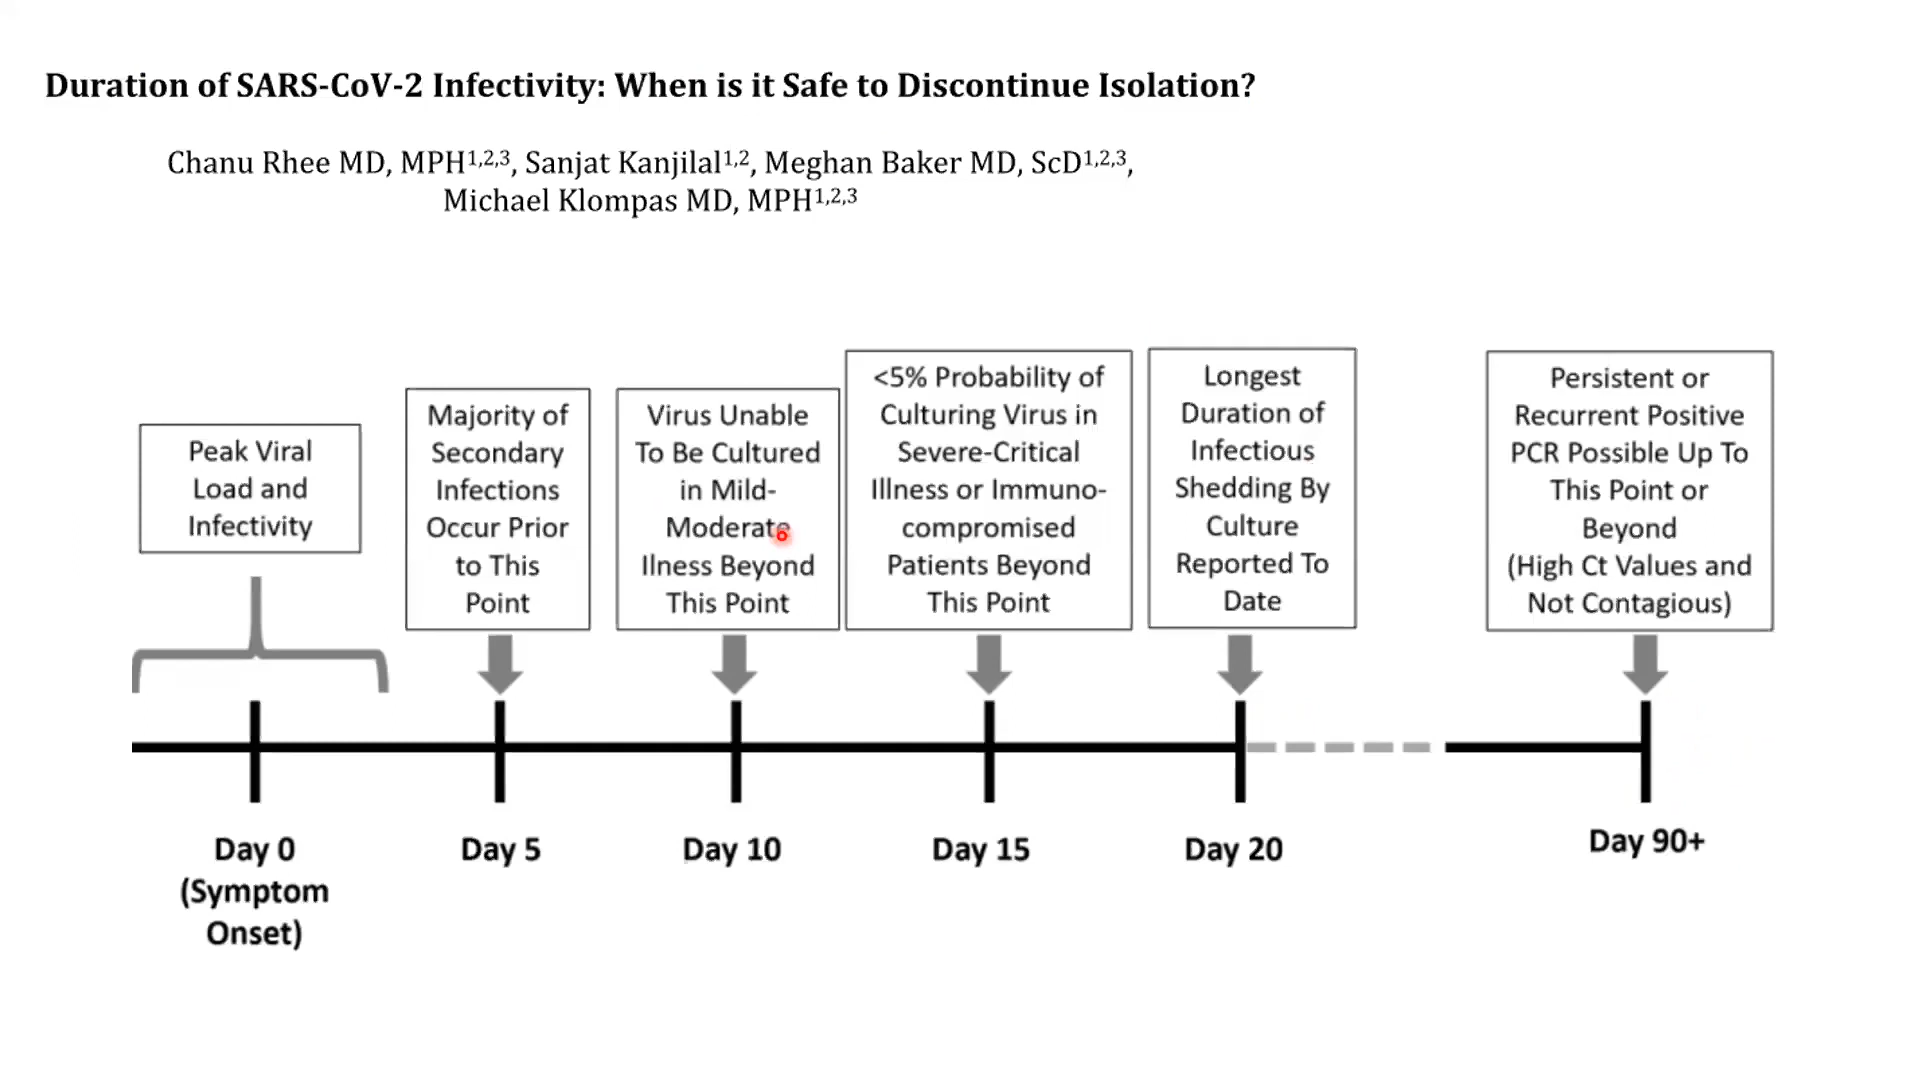 Duration of SARS-CoV-2 Infectivity: When is it Safe to Discontinue Isolation?
Chanu Rhee MD, MPH1,2,3, Sanjat Kanjilal1,2, Meghan Baker MD, ScD1,2,3,
Michael Klompas MD, MPH1,2,3
Peak Viral
Load and
Infectivity
Majority of
Secondary
Infections
Occur Prior
to This
Point
Virus Unable
To Be Cultured
in Mild-
Moderate
Ilness Beyond
This Point
<5% Probability of
Culturing Virus in
Severe-Critical
Illness or Immuno-
compromised
Patients Beyond
This Point
Longest
Duration of
Infectious
Shedding By
Culture
Reported To
Date
Persistent or
Recurrent Positive
PCR Possible Up To
This Point or
Beyond
(High Ct Values and
Not Contagious)
Day 0
(Symptom
Onset)
Day 5
Day 10
Day 15
Day 20
Day 90+